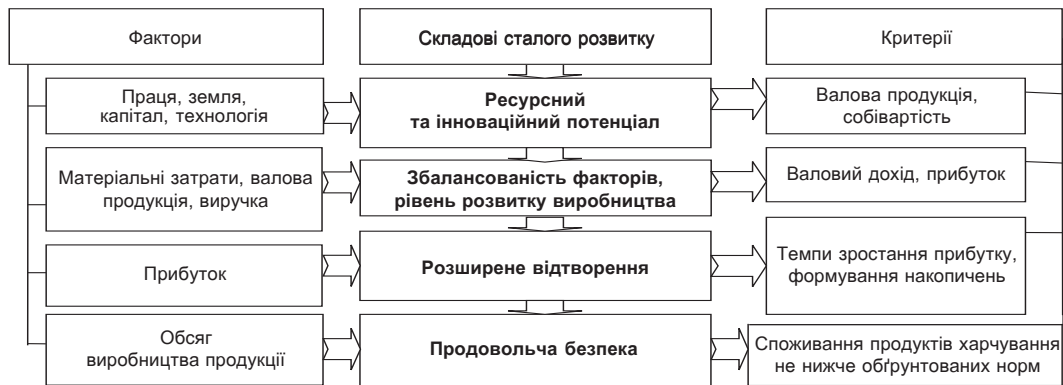 Фактори
Складові сталого розвитку
Критерії
Праця, земля,
капітал, технологія
Ресурсний
та інноваційний потенціал
Валова продукція,
собівартість
Матеріальні затрати, валова
продукція, виручка
Збалансованість факторів,
рівень розвитку виробництва
Валовий дохід, прибуток
Прибуток
Розширене відтворення
Темпи зростання прибутку,
формування накопичень
Обсяг
виробництва продукції
Продовольча безпека
Споживання продуктів харчування
не нижче обґрунтованих норм